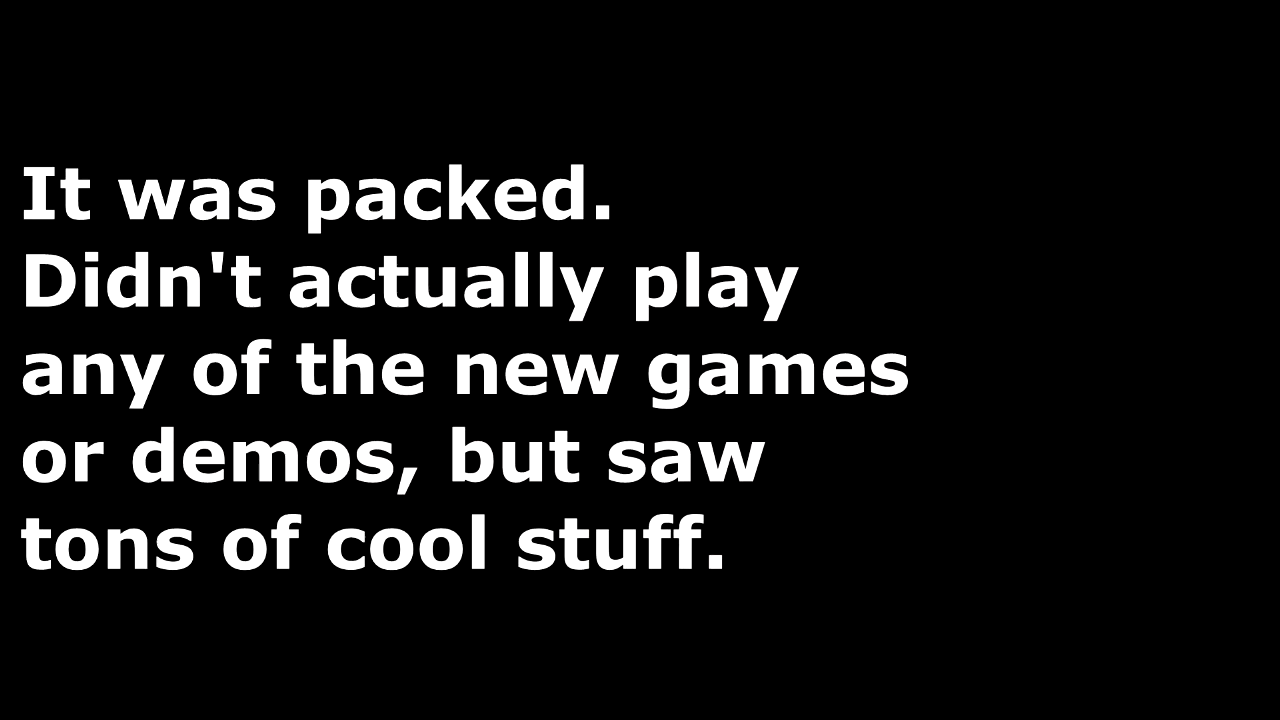 It was packed.
Didn't actually play
any of the new games
or demos, but saw
tons of cool stuff.